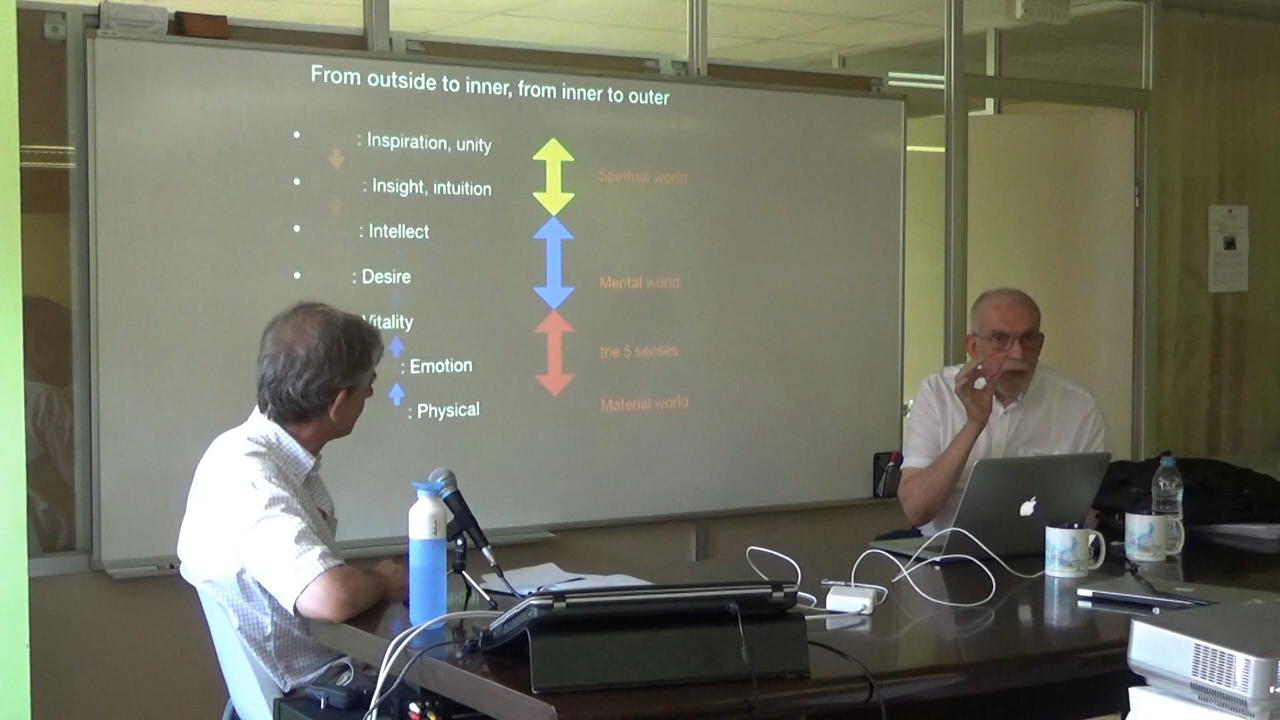 From outside to inner, from inner to outer
• : Inspiration, unity
Spiritual world
• : Insight, intuition
• : Intellect
• : Desire
Mental world
Vitality
the 5 senses
: Emotion
Material world
: Physical